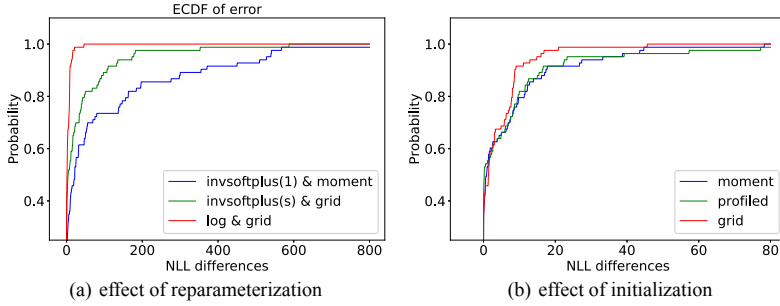 ECDF of error
Probability
1.0
0.8
0.6
0.4
invsoftplus(1) & moment
invsoftplus(s) & grid
log & grid
0 200 400 600 800
NLL differences
(a) effect of reparameterization
Probability
1.0
0.8
0.6
0.4
moment
profiled
grid
0 20 40 60 80
NLL differences
(b) effect of initialization